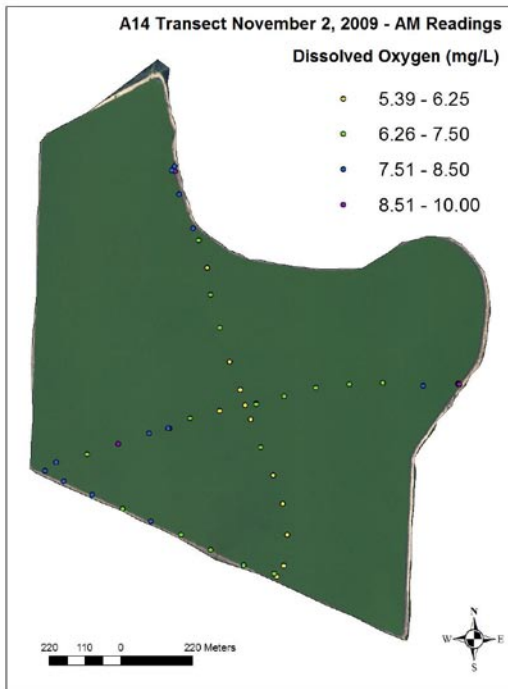 A14 Transect November 2, 2009 - AM Readings
Dissolved Oxygen (mg/L)
5.39 - 6.25
6.26 - 7.50
7.51 - 8.50
8.51 - 10.00
N
W E
S
220 110 0 220 Meters